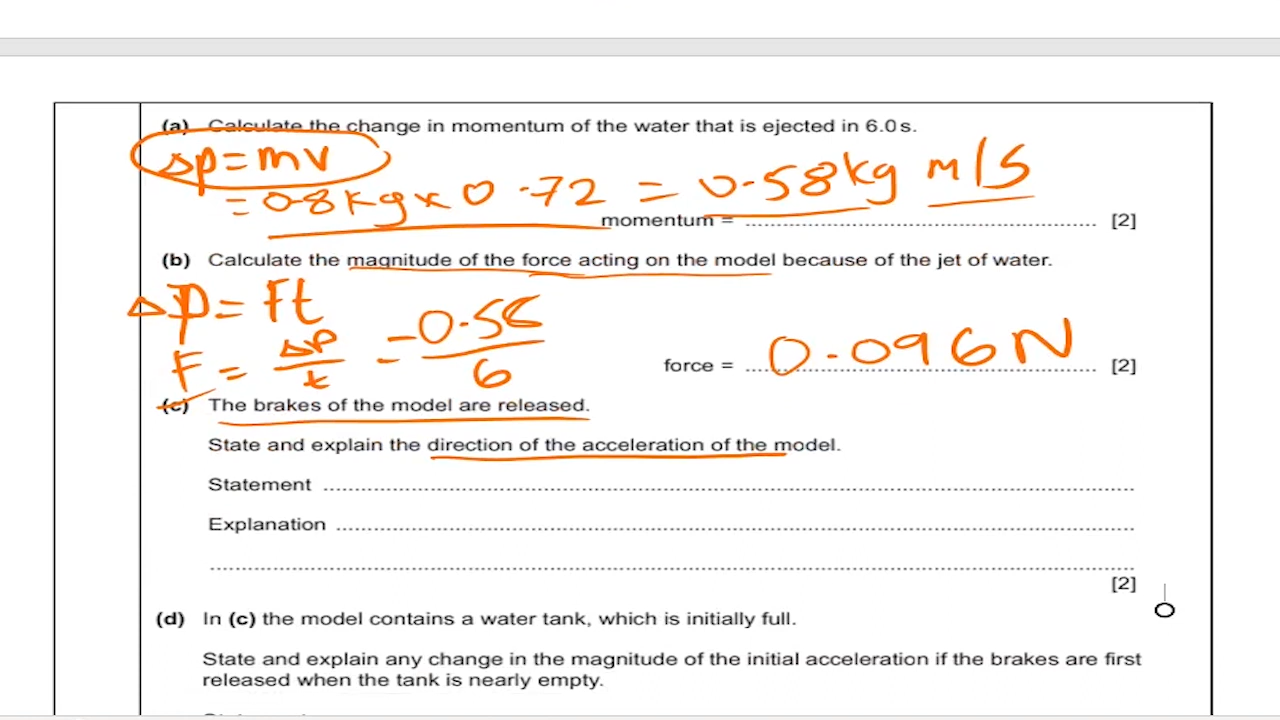 (a) Calculate the change in momentum of the water that is ejected in 6.0 s.
Δp = mv
= 0.8kg × 0.72 = 0.58kg m/s
momentum = ........................................ [2]
(b) Calculate the magnitude of the force acting on the model because of the jet of water.
Δp = Ft
F = Δp/t = 0.58/6
force = 0.096 N [2]
(c) The brakes of the model are released.
State and explain the direction of the acceleration of the model.
Statement ........................................
Explanation ........................................
........................................
[2]
(d) In (c) the model contains a water tank, which is initially full.
State and explain any change in the magnitude of the initial acceleration if the brakes are first
released when the tank is nearly empty.